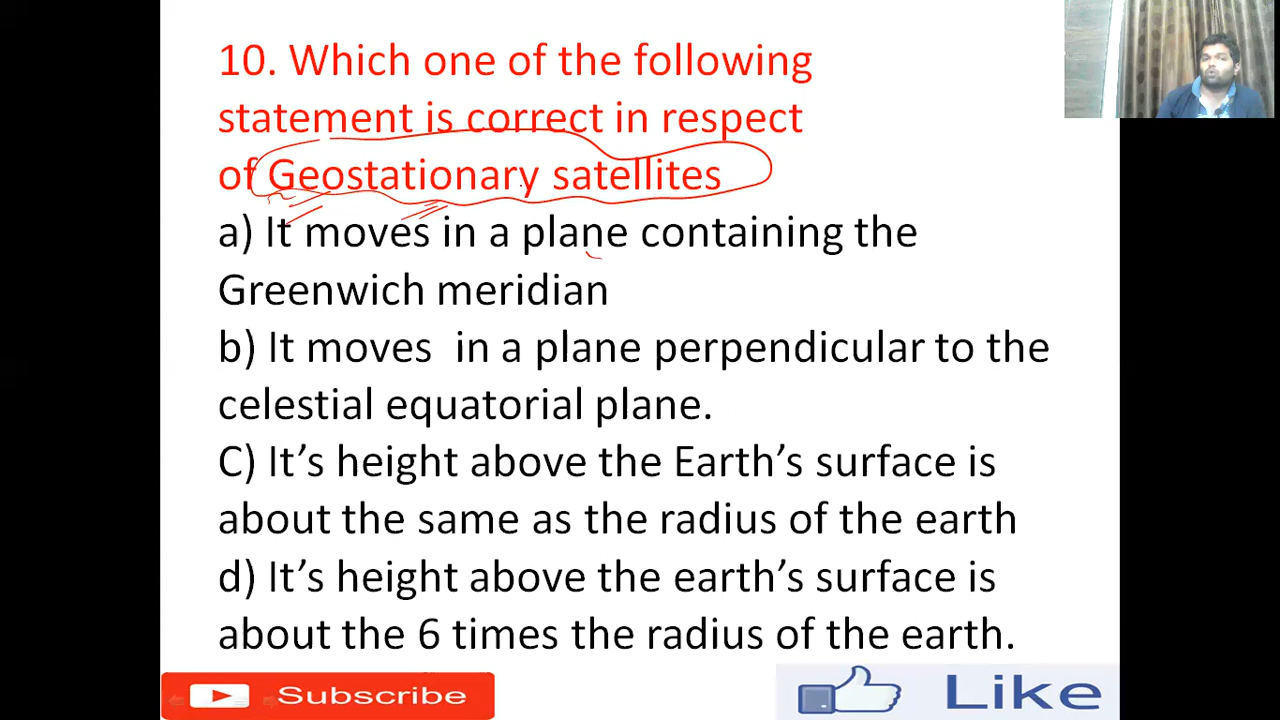 10. Which one of the following
statement is correct in respect
of Geostationary satellites
a) It moves in a plane containing the
Greenwich meridian
b) It moves  in a plane perpendicular to the
celestial equatorial plane.
C) It’s height above the Earth’s surface is
about the same as the radius of the earth
d) It’s height above the earth’s surface is
about the 6 times the radius of the earth.
Subscribe
Like